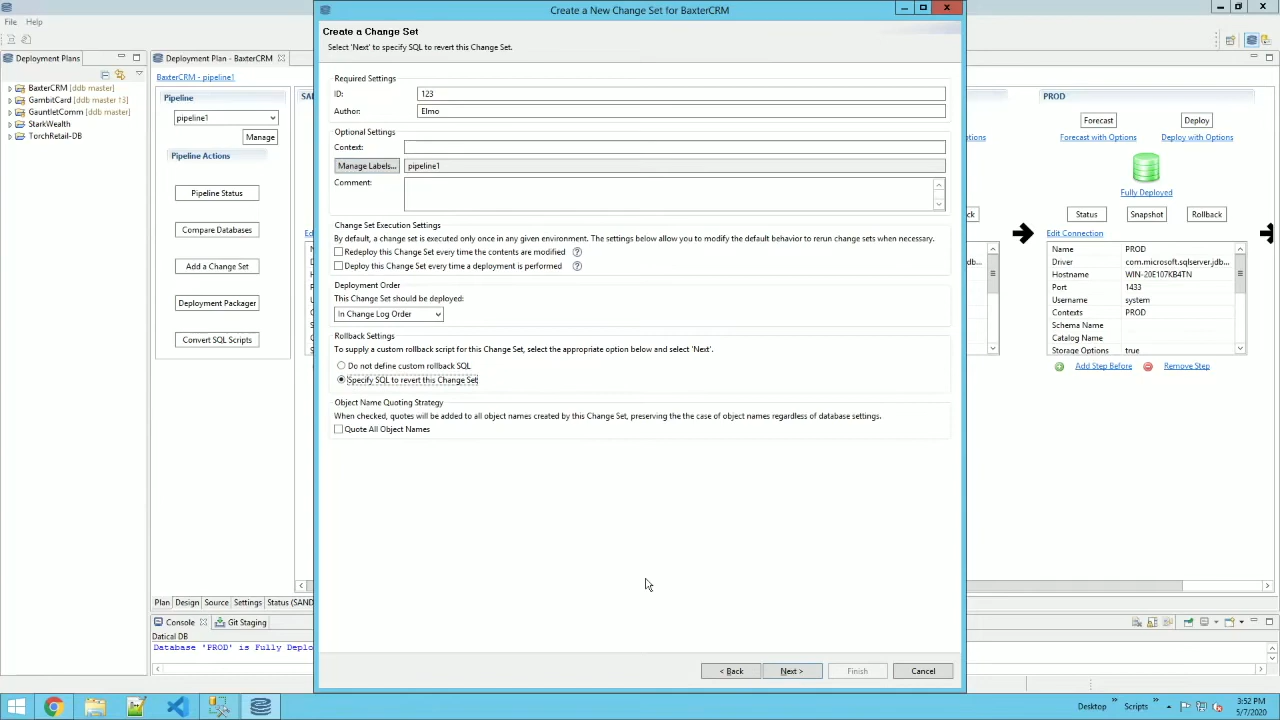 Create a New Change Set for BaxterCRM
File Help
Create a Change Set
Select 'Next' to specify SQL to revert this Change Set.
Deployment Plans
BaxterCRM [ddb master]
GambitCard [ddb master ↑3]
GauntletComm [ddb master]
StarkWealth
TorchRetail-DB
Deployment Plan - BaxterCRM
BaxterCRM - pipeline1
Pipeline
pipeline1
Manage
Pipeline Actions
Pipeline Status
Compare Databases
Add a Change Set
Deployment Packager
Convert SQL Scripts
Required Settings
ID: 123
Author: Elmo
Optional Settings
Context:
Manage Labels... pipeline1
Comment:
Change Set Execution Settings
By default, a change set is executed only once in any given environment. The settings below allow you to modify the default behavior to rerun change sets when necessary.
Redeploy this Change Set every time the contents are modified ?
Deploy this Change Set every time a deployment is performed ?
Deployment Order
This Change Set should be deployed:
In Change Log Order
Rollback Settings
To supply a custom rollback script for this Change Set, select the appropriate option below and select 'Next'.
Do not define custom rollback SQL
Specify SQL to revert this Change Set
Object Name Quoting Strategy
When checked, quotes will be added to all object names created by this Change Set, preserving the the case of object names regardless of database settings.
Quote All Object Names
< Back Next > Finish Cancel
PROD
Forecast Deploy
Forecast with Options Deploy with Options
Fully Deployed
Status Snapshot Rollback
Edit Connection
Name PROD
Driver com.microsoft.sqlserver.jdb...
Hostname WIN-20E107KB4TN
Port 1433
Username system
Contexts PROD
Schema Name
Catalog Name
Storage Options true
Add Step Before Remove Step
Plan Design Source Settings Status (SAND
Console Git Staging
Datical DB
Database 'PROD' is Fully Deplo
Desktop Scripts
3:52 PM
5/7/2020